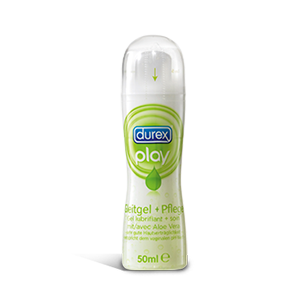 durex
play
Gleitgel + Pflege
Gel lubrifiant + soin
mit/avec Aloe Vera
50ml ℮